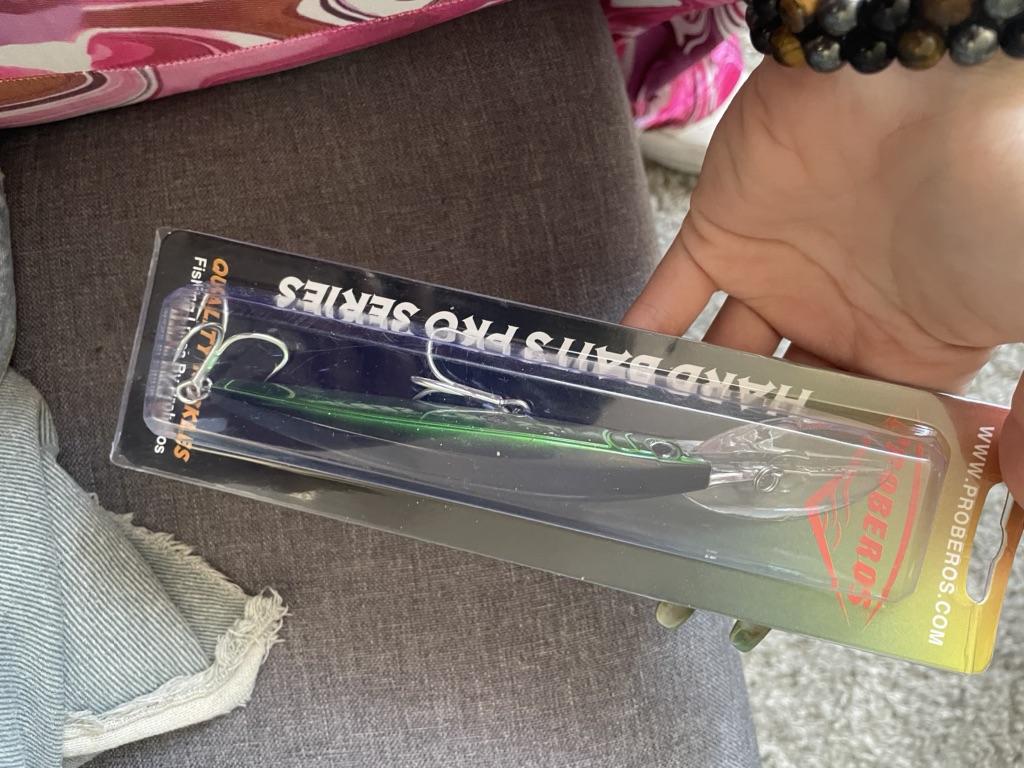 WWW.PROBEROS.COM
PROBEROS
HARD BAITS PRO SERIES
QUALITY TACKLES